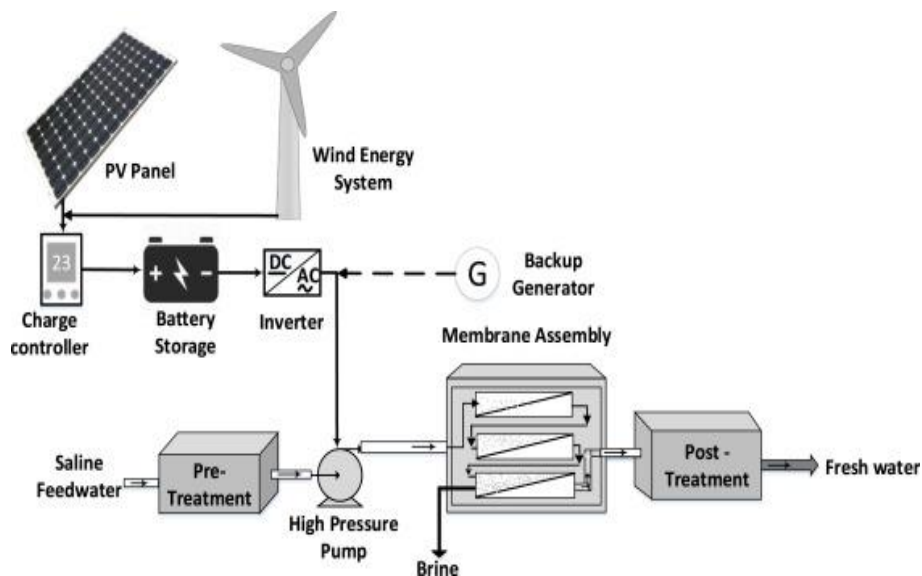 PV Panel
Wind Energy
System
23
Charge
controller
Battery
Storage
DC
AC
Inverter
G
Backup
Generator
Membrane Assembly
Saline
Feedwater
Pre-
Treatment
High Pressure
Pump
Brine
Post -
Treatment
Fresh water